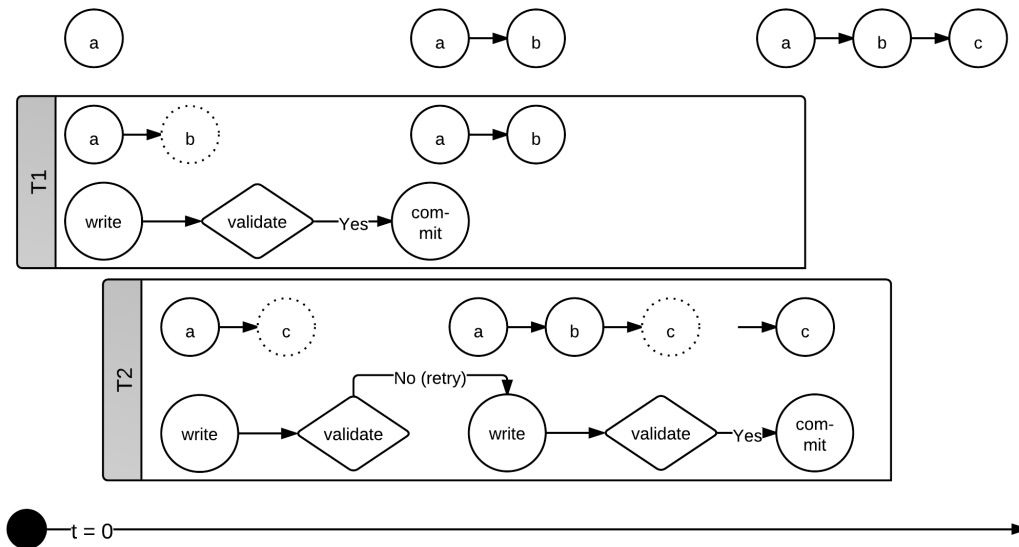 a
a
b
a
b
c
T1
a
b
a
b
write
validate
Yes
com-
mit
T2
a
c
a
b
c
c
No (retry)
write
validate
write
validate
Yes
com-
mit
t = 0